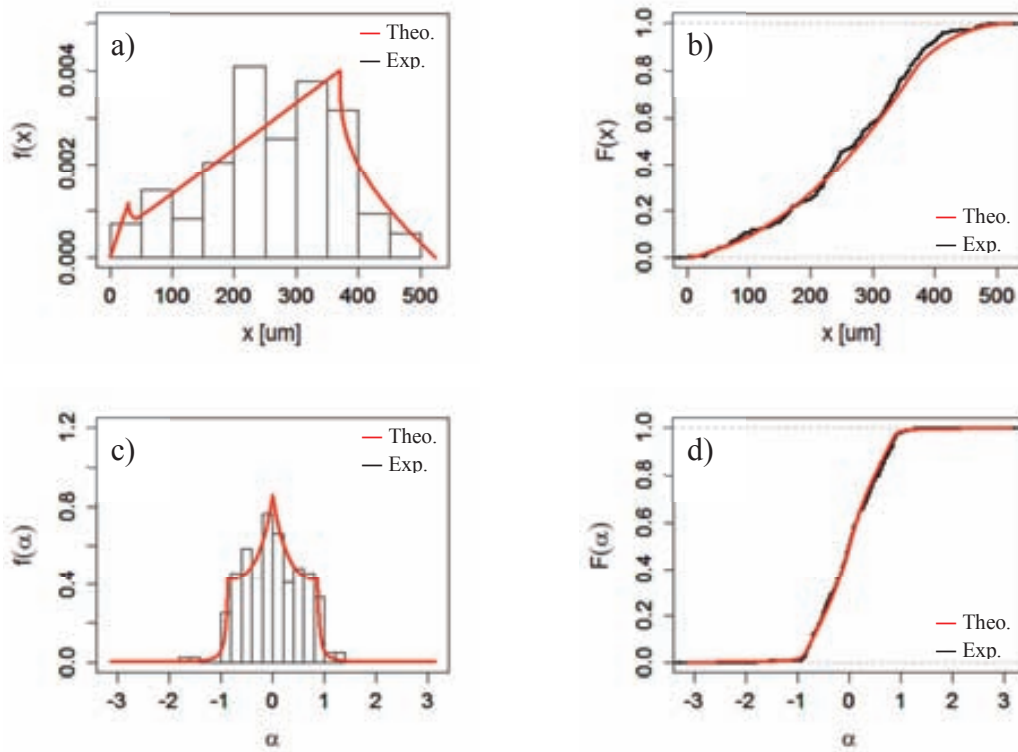 a)
Theo.
Exp.
f(x)
0.004
0.002
0.000
0 100 200 300 400 500
x [um]
b)
Theo.
Exp.
F(x)
1.0
0.8
0.6
0.4
0.2
0.0
0 100 200 300 400 500
x [um]
c)
Theo.
Exp.
f(α)
1.2
0.8
0.4
0.0
-3 -2 -1 0 1 2 3
α
d)
Theo.
Exp.
F(α)
1.0
0.8
0.6
0.4
0.2
0.0
-3 -2 -1 0 1 2 3
α